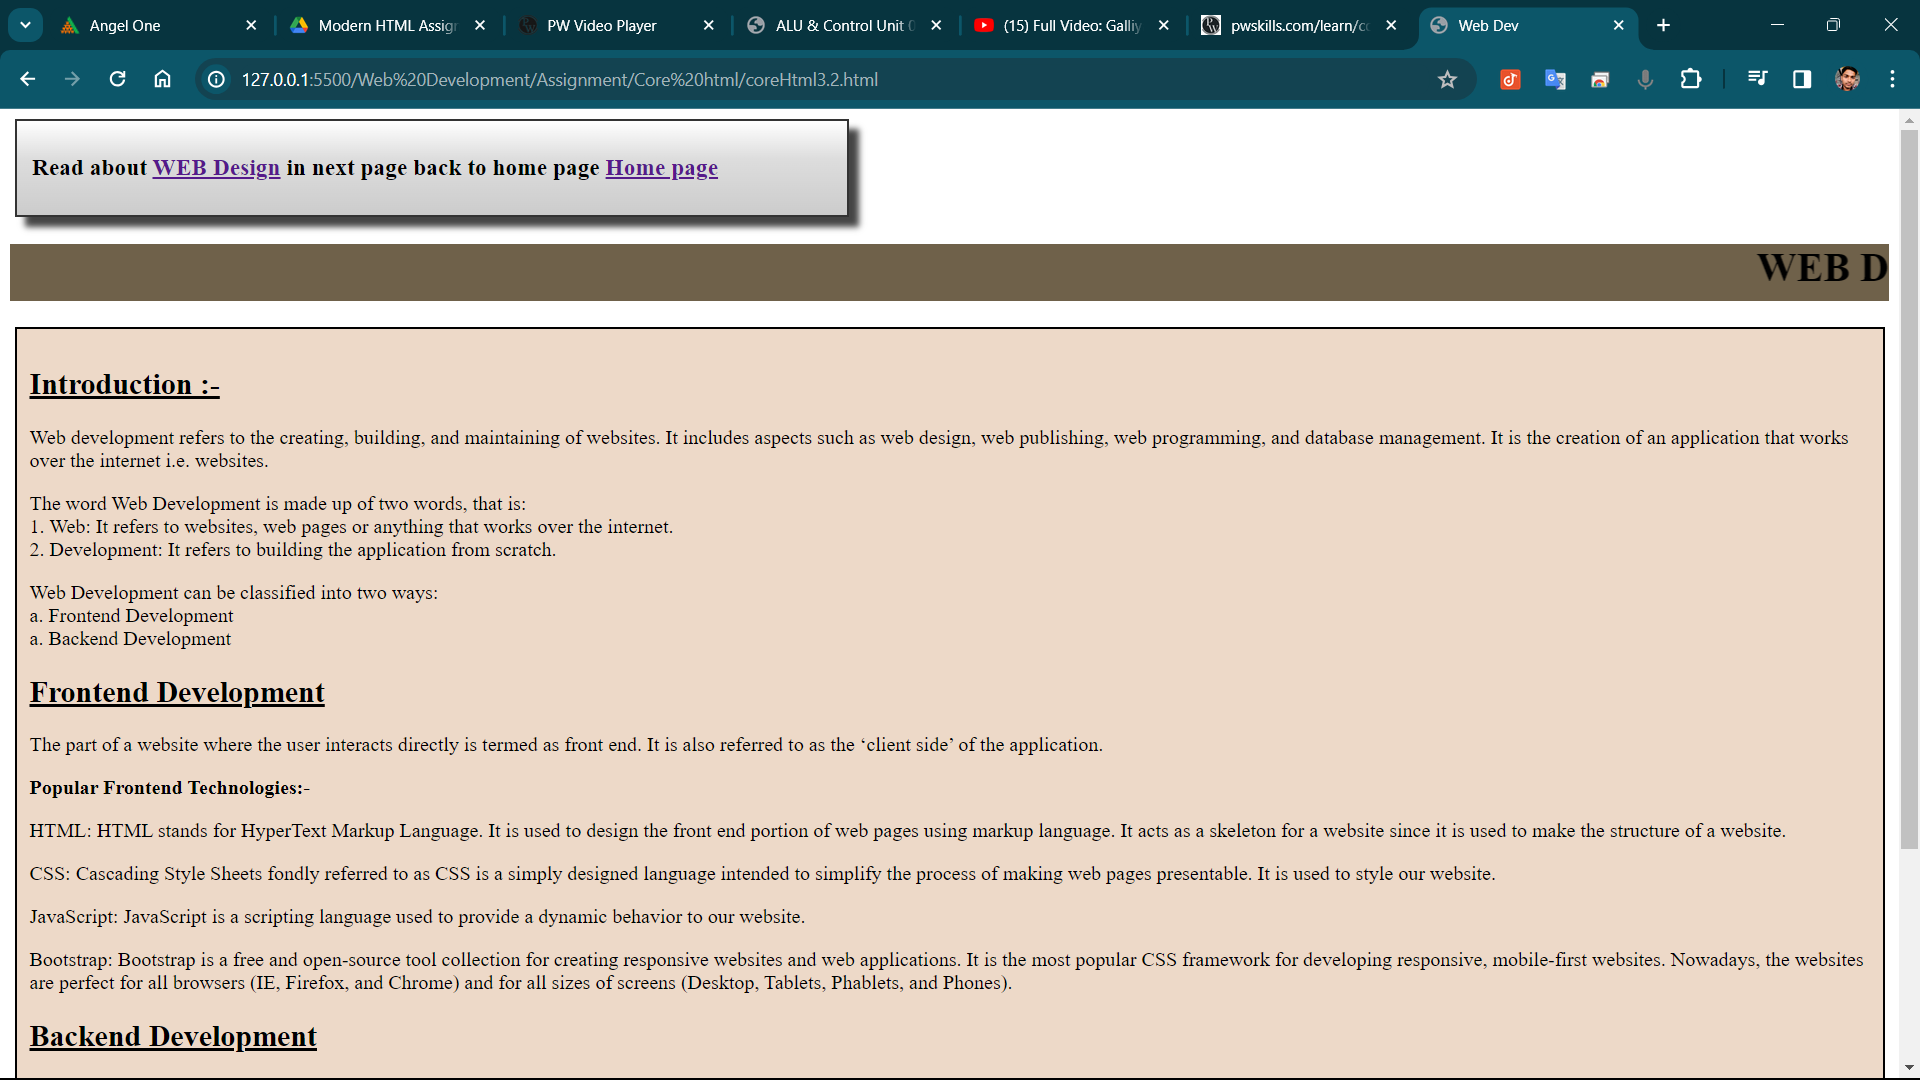 Angel One
Modern HTML Assig
PW Video Player
ALU & Control Unit
(15) Full Video: Galliy
pwskills.com/learn/co
Web Dev
127.0.0.1:5500/Web%20Development/Assignment/Core%20html/coreHtml3.2.html
Read about WEB Design in next page back to home page Home page
WEB D
Introduction :-
Web development refers to the creating, building, and maintaining of websites. It includes aspects such as web design, web publishing, web programming, and database management. It is the creation of an application that works
over the internet i.e. websites.
The word Web Development is made up of two words, that is:
1. Web: It refers to websites, web pages or anything that works over the internet.
2. Development: It refers to building the application from scratch.
Web Development can be classified into two ways:
a. Frontend Development
a. Backend Development
Frontend Development
The part of a website where the user interacts directly is termed as front end. It is also referred to as the ‘client side’ of the application.
Popular Frontend Technologies:-
HTML: HTML stands for HyperText Markup Language. It is used to design the front end portion of web pages using markup language. It acts as a skeleton for a website since it is used to make the structure of a website.
CSS: Cascading Style Sheets fondly referred to as CSS is a simply designed language intended to simplify the process of making web pages presentable. It is used to style our website.
JavaScript: JavaScript is a scripting language used to provide a dynamic behavior to our website.
Bootstrap: Bootstrap is a free and open-source tool collection for creating responsive websites and web applications. It is the most popular CSS framework for developing responsive, mobile-first websites. Nowadays, the websites
are perfect for all browsers (IE, Firefox, and Chrome) and for all sizes of screens (Desktop, Tablets, Phablets, and Phones).
Backend Development